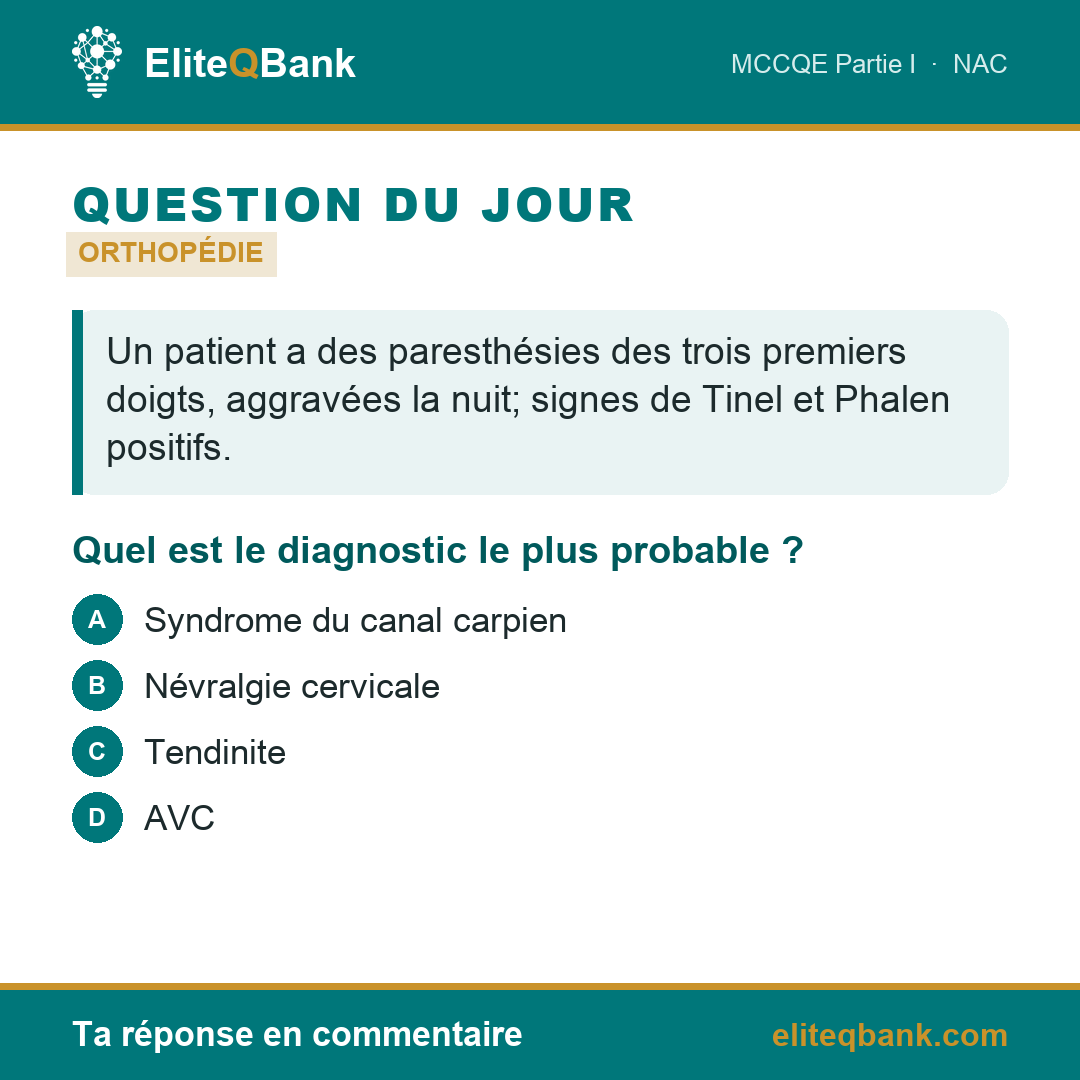 EliteQBank
MCCQE Partie I · NAC
QUESTION DU JOUR
ORTHOPÉDIE
Un patient a des paresthésies des trois premiers
doigts, aggravées la nuit; signes de Tinel et Phalen
positifs.
Quel est le diagnostic le plus probable ?
A Syndrome du canal carpien
B Névralgie cervicale
C Tendinite
D AVC
Ta réponse en commentaire
eliteqbank.com